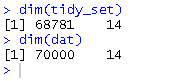 > dim(tidy_set)
[1] 68781    14
> dim(dat)
[1] 70000    14
>